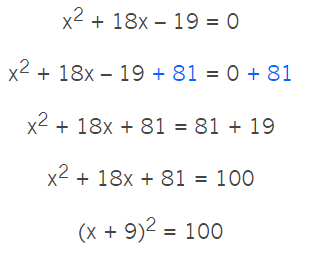 x² + 18x – 19 = 0
x² + 18x – 19 + 81 = 0 + 81
x² + 18x + 81 = 81 + 19
x² + 18x + 81 = 100
(x + 9)² = 100